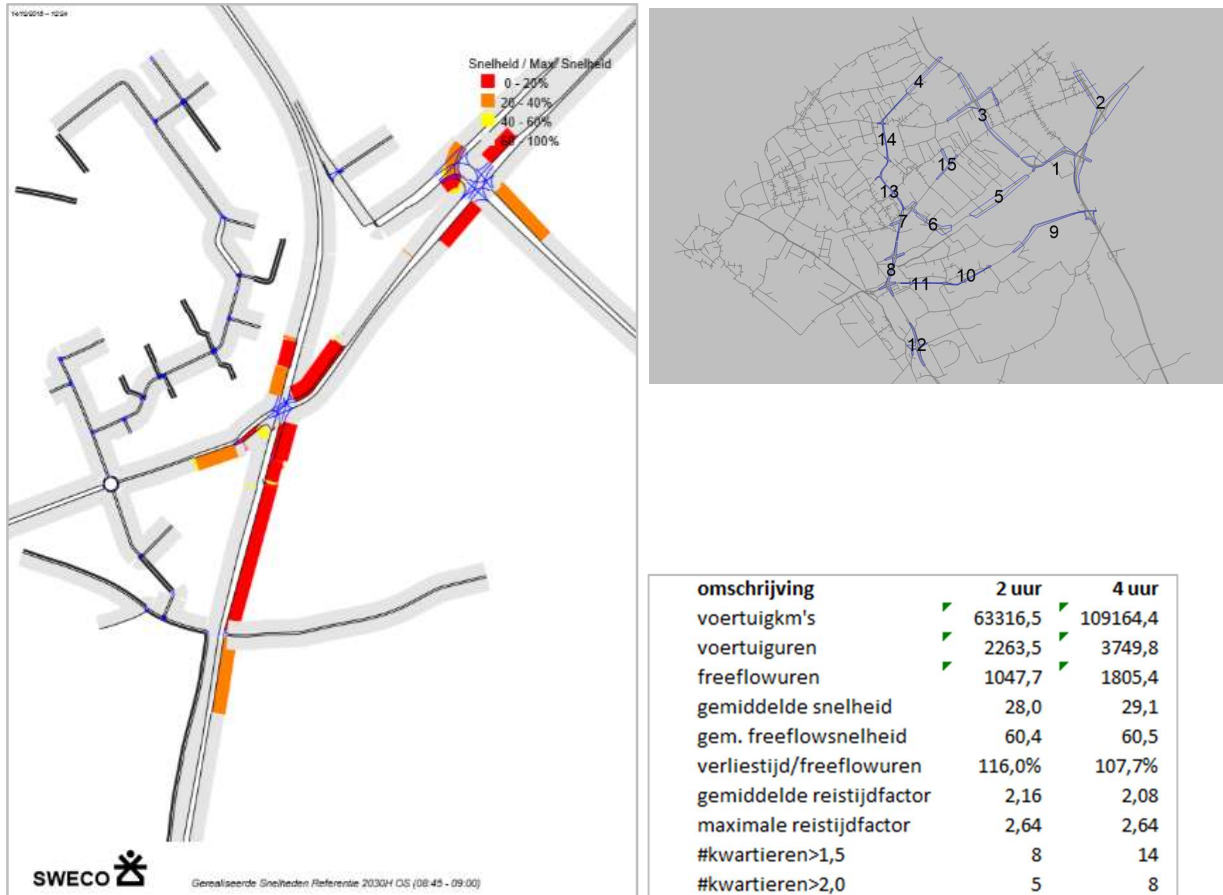 14/12/2018 - 12:24
Snelheid / Max. Snelheid
0 - 20%
20 - 40%
40 - 60%
60 - 100%
SWECO
Gerealiseerde Snelheden Referentie 2030H OS (08:45 - 09:00)
4
2
3
14
15
1
13
5
7
6
9
8
10
11
12
omschrijving 2 uur 4 uur
voertuigkm's 63316,5 109164,4
voertuiguren 2263,5 3749,8
freeflowuren 1047,7 1805,4
gemiddelde snelheid 28,0 29,1
gem. freeflowsnelheid 60,4 60,5
verliestijd/freeflowuren 116,0% 107,7%
gemiddelde reistijdfactor 2,16 2,08
maximale reistijdfactor 2,64 2,64
#kwartieren>1,5 8 14
#kwartieren>2,0 5 8